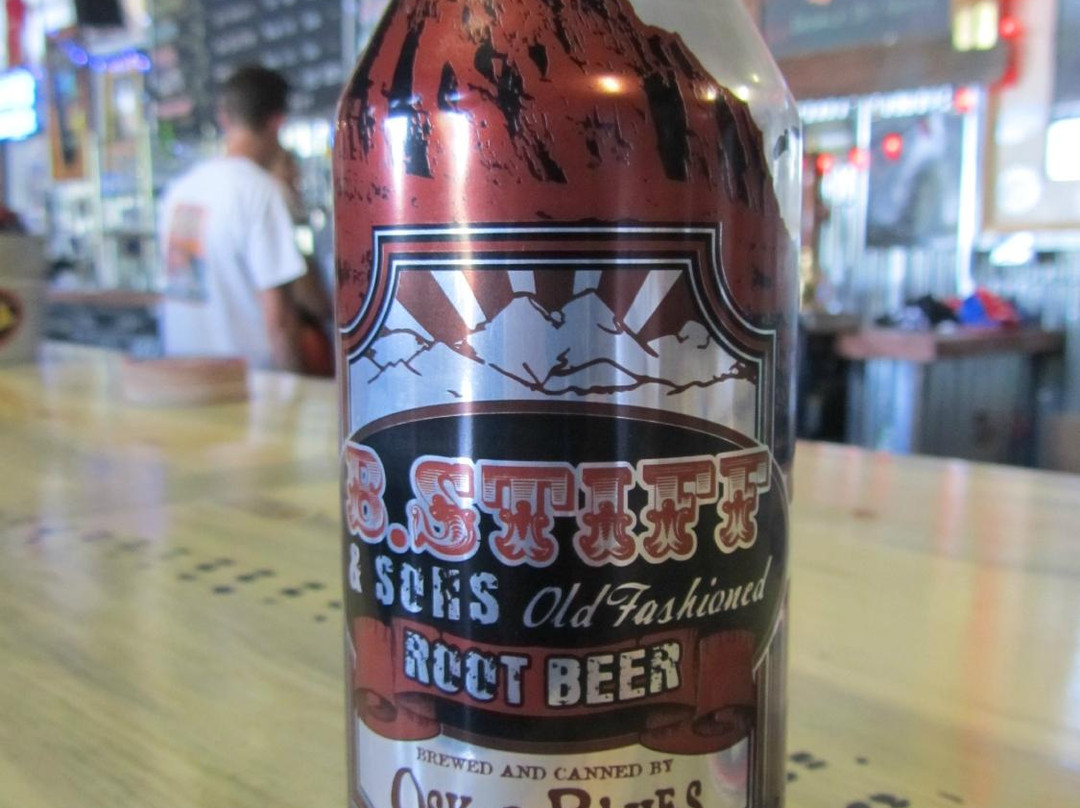 B.STIFF
& SONS Old Fashioned
ROOT BEER
BREWED AND CANNED BY